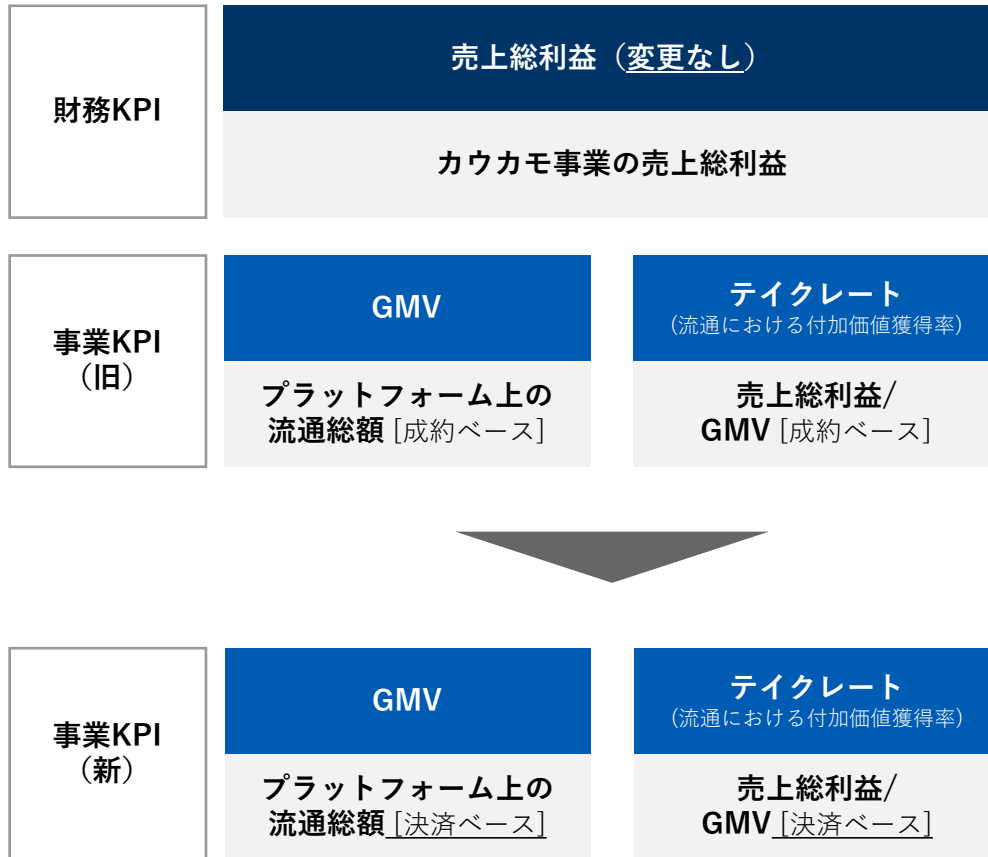 財務KPI
売上総利益（変更なし）
カウカモ事業の売上総利益
事業KPI
（旧）
GMV
プラットフォーム上の
流通総額 [成約ベース]
テイクレート
(流通における付加価値獲得率)
売上総利益/
GMV [成約ベース]
事業KPI
（新）
GMV
プラットフォーム上の
流通総額 [決済ベース]
テイクレート
(流通における付加価値獲得率)
売上総利益/
GMV [決済ベース]